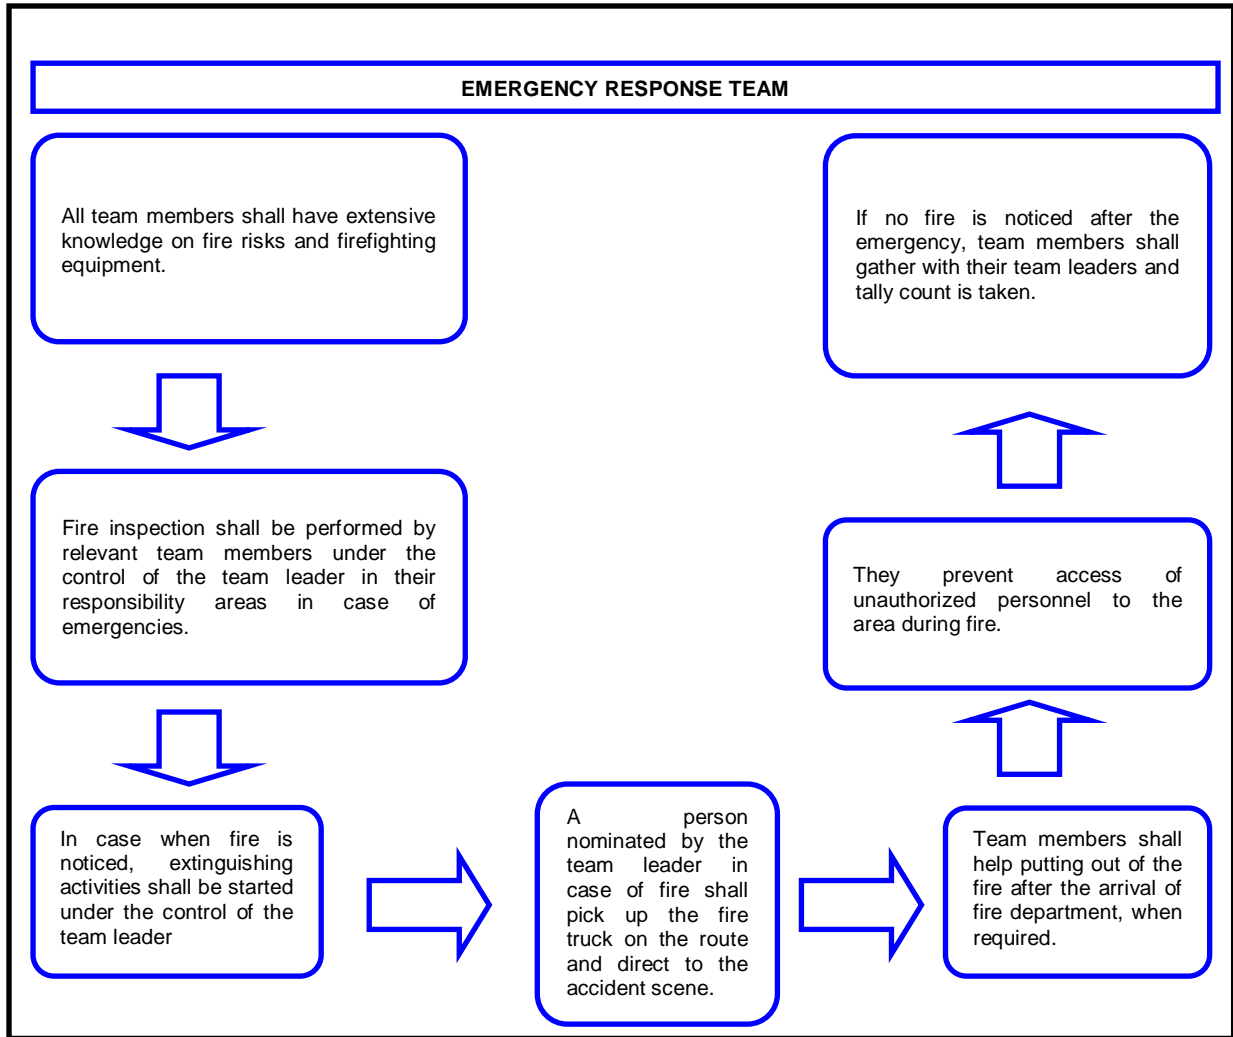 EMERGENCY RESPONSE TEAM
All team members shall have extensive
knowledge on fire risks and firefighting
equipment.
Fire inspection shall be performed by
relevant team members under the
control of the team leader in their
responsibility areas in case of
emergencies.
In case when fire is
noticed, extinguishing
activities shall be started
under the control of the
team leader
A person
nominated by the
team leader in
case of fire shall
pick up the fire
truck on the route
and direct to the
accident scene.
Team members shall
help putting out of the
fire after the arrival of
fire department, when
required.
They prevent access of
unauthorized personnel to the
area during fire.
If no fire is noticed after the
emergency, team members shall
gather with their team leaders and
tally count is taken.